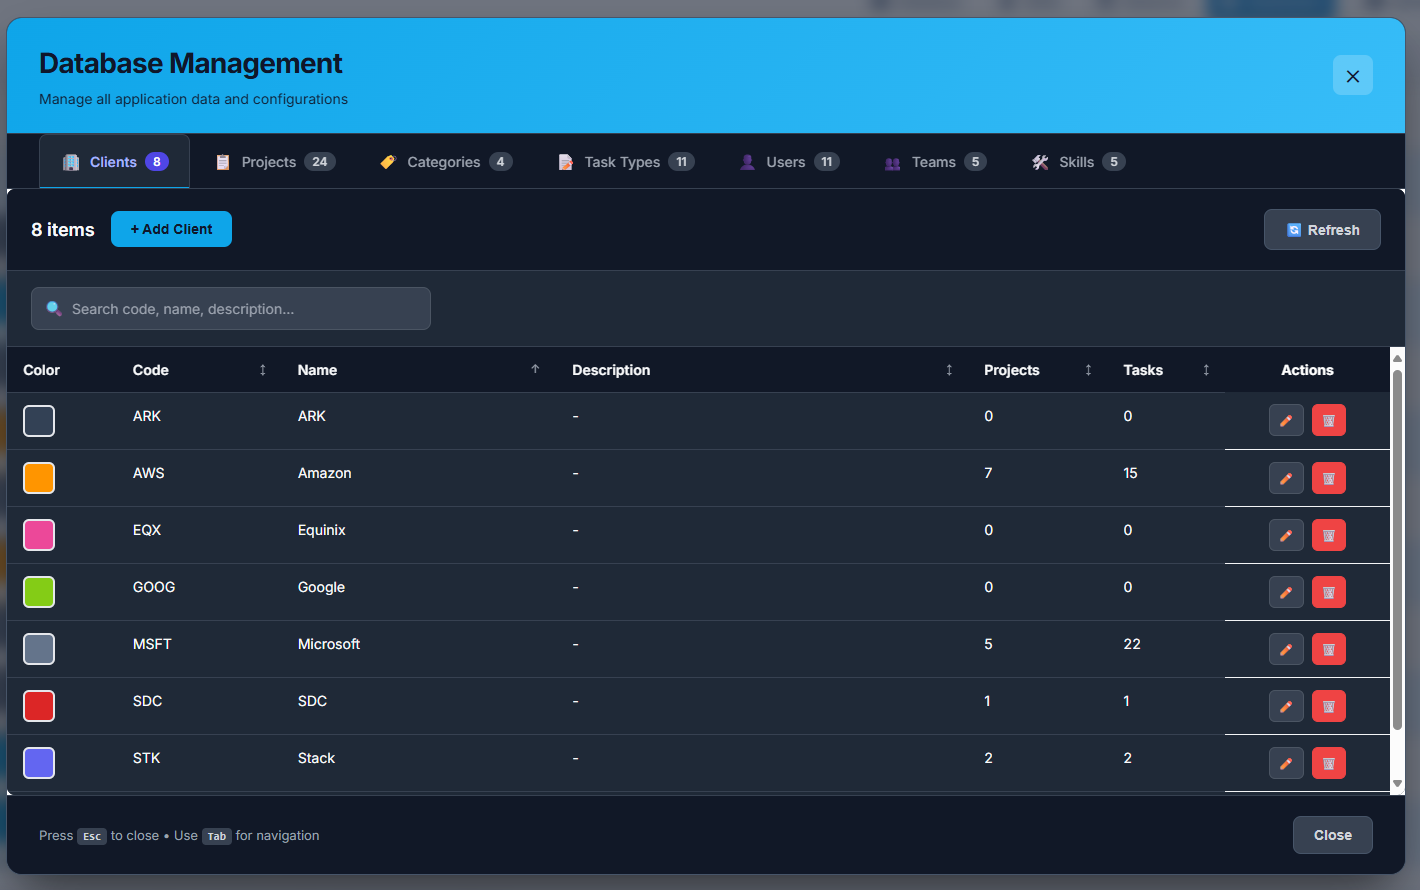 Database Management
Manage all application data and configurations
Clients 8 Projects 24 Categories 4 Task Types 11 Users 11 Teams 5 Skills 5
8 items + Add Client Refresh
Search code, name, description...
Color Code Name Description Projects Tasks Actions
ARK ARK - 0 0
AWS Amazon - 7 15
EQX Equinix - 0 0
GOOG Google - 0 0
MSFT Microsoft - 5 22
SDC SDC - 1 1
STK Stack - 2 2
Press Esc to close • Use Tab for navigation Close